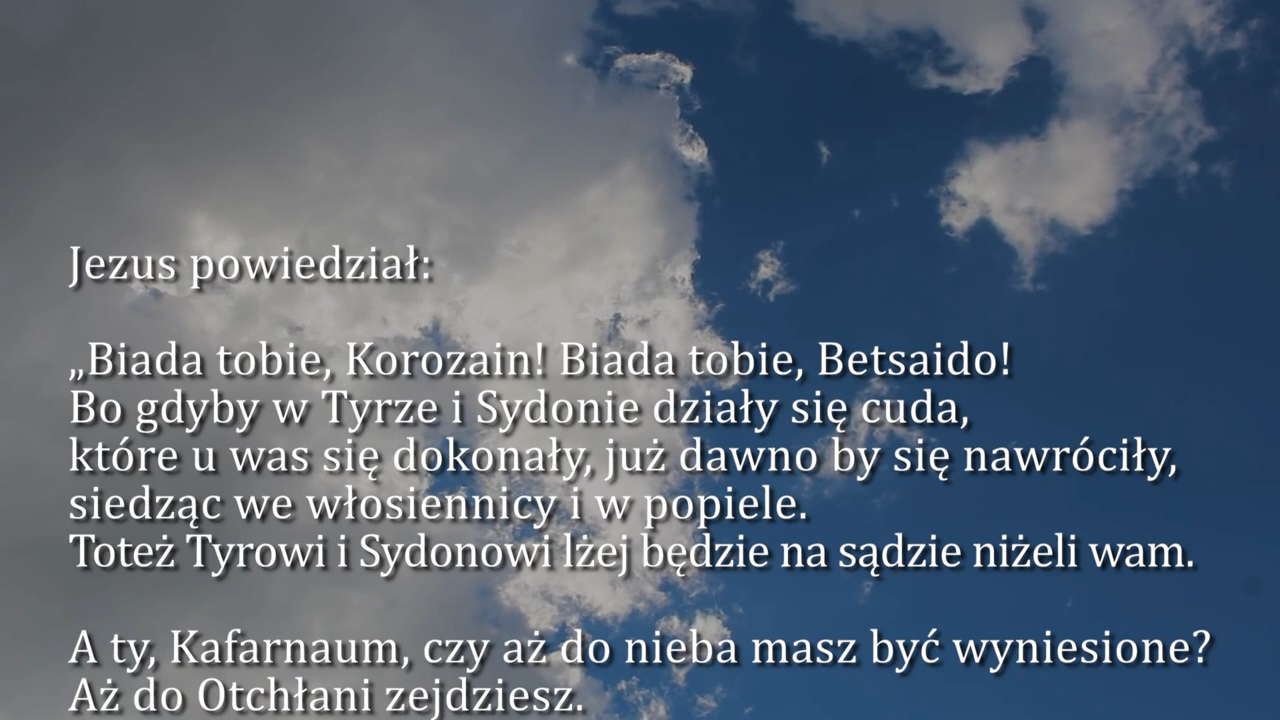 Jezus powiedział:
„Biada tobie, Korozain! Biada tobie, Betsaido!
Bo gdyby w Tyrze i Sydonie działy się cuda,
które u was się dokonały, już dawno by się nawróciły,
siedząc we włosiennicy i w popiele.
Toteż Tyrowi i Sydonowi lżej będzie na sądzie niżeli wam.
A ty, Kafarnaum, czy aż do nieba masz być wyniesione?
Aż do Otchłani zejdziesz.